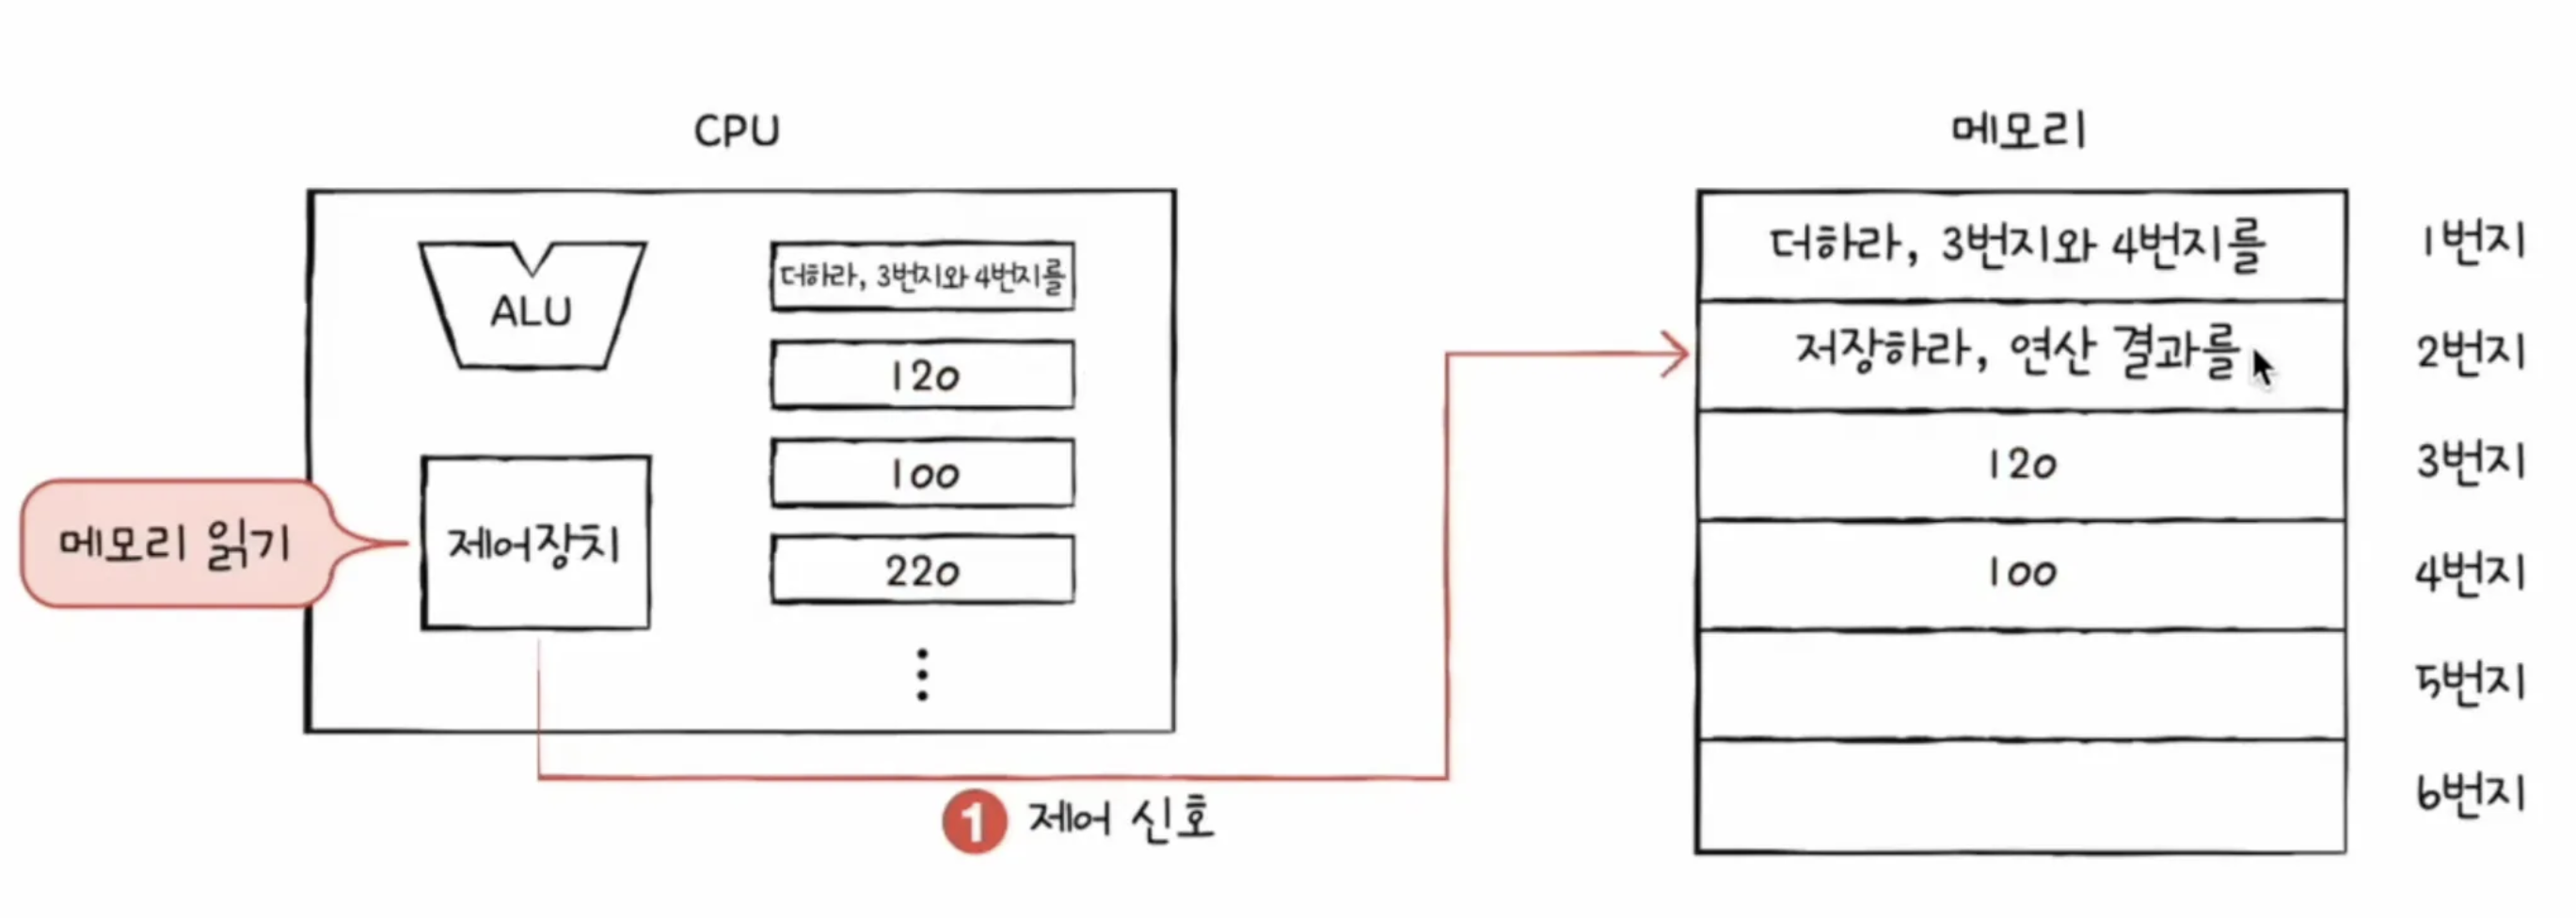 CPU
ALU
더하라, 3번지와 4번지를
120
100
220
제어장치
메모리 읽기
1 제어 신호
메모리
더하라, 3번지와 4번지를 1번지
저장하라, 연산 결과를 2번지
120 3번지
100 4번지
5번지
6번지